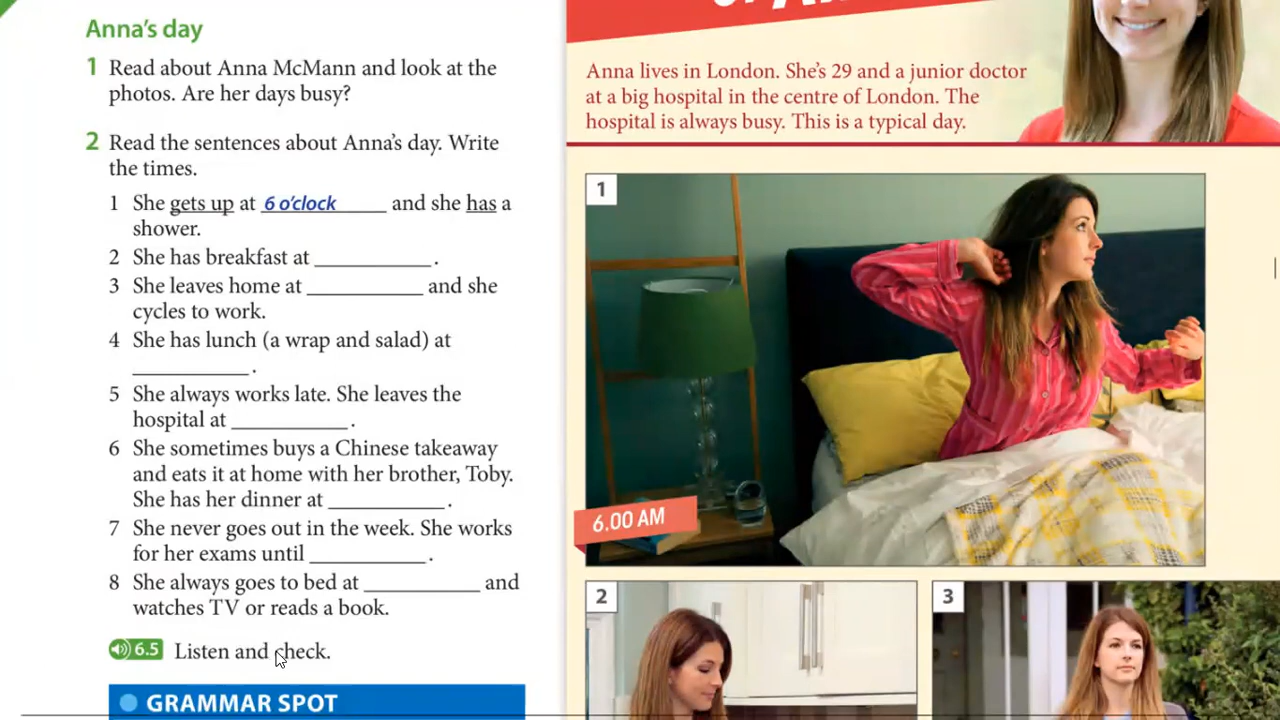 Anna's day
1 Read about Anna McMann and look at the
photos. Are her days busy?
2 Read the sentences about Anna's day. Write
the times.
1 She gets up at 6 o'clock and she has a
shower.
2 She has breakfast at ___________ .
3 She leaves home at ___________ and she
cycles to work.
4 She has lunch (a wrap and salad) at
___________ .
5 She always works late. She leaves the
hospital at ___________ .
6 She sometimes buys a Chinese takeaway
and eats it at home with her brother, Toby.
She has her dinner at ___________ .
7 She never goes out in the week. She works
for her exams until ___________ .
8 She always goes to bed at ___________ and
watches TV or reads a book.
6.5 Listen and check.
GRAMMAR SPOT
Anna lives in London. She's 29 and a junior doctor
at a big hospital in the centre of London. The
hospital is always busy. This is a typical day.
1
6.00 AM
2
3